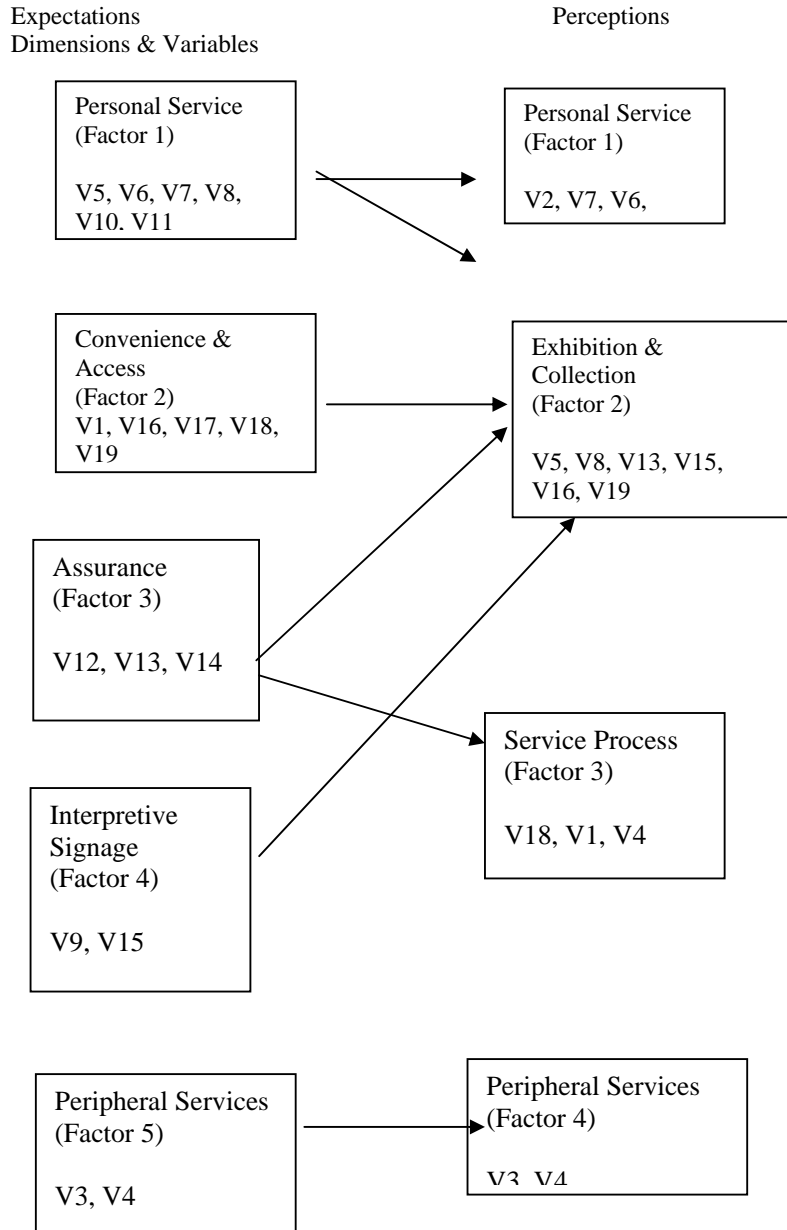 Expectations
Dimensions & Variables
Perceptions
Personal Service
(Factor 1)
V5, V6, V7, V8,
V10, V11
Personal Service
(Factor 1)
V2, V7, V6,
Convenience &
Access
(Factor 2)
V1, V16, V17, V18,
V19
Exhibition &
Collection
(Factor 2)
V5, V8, V13, V15,
V16, V19
Assurance
(Factor 3)
V12, V13, V14
Service Process
(Factor 3)
V18, V1, V4
Interpretive
Signage
(Factor 4)
V9, V15
Peripheral Services
(Factor 5)
V3, V4
Peripheral Services
(Factor 4)
V3, V4